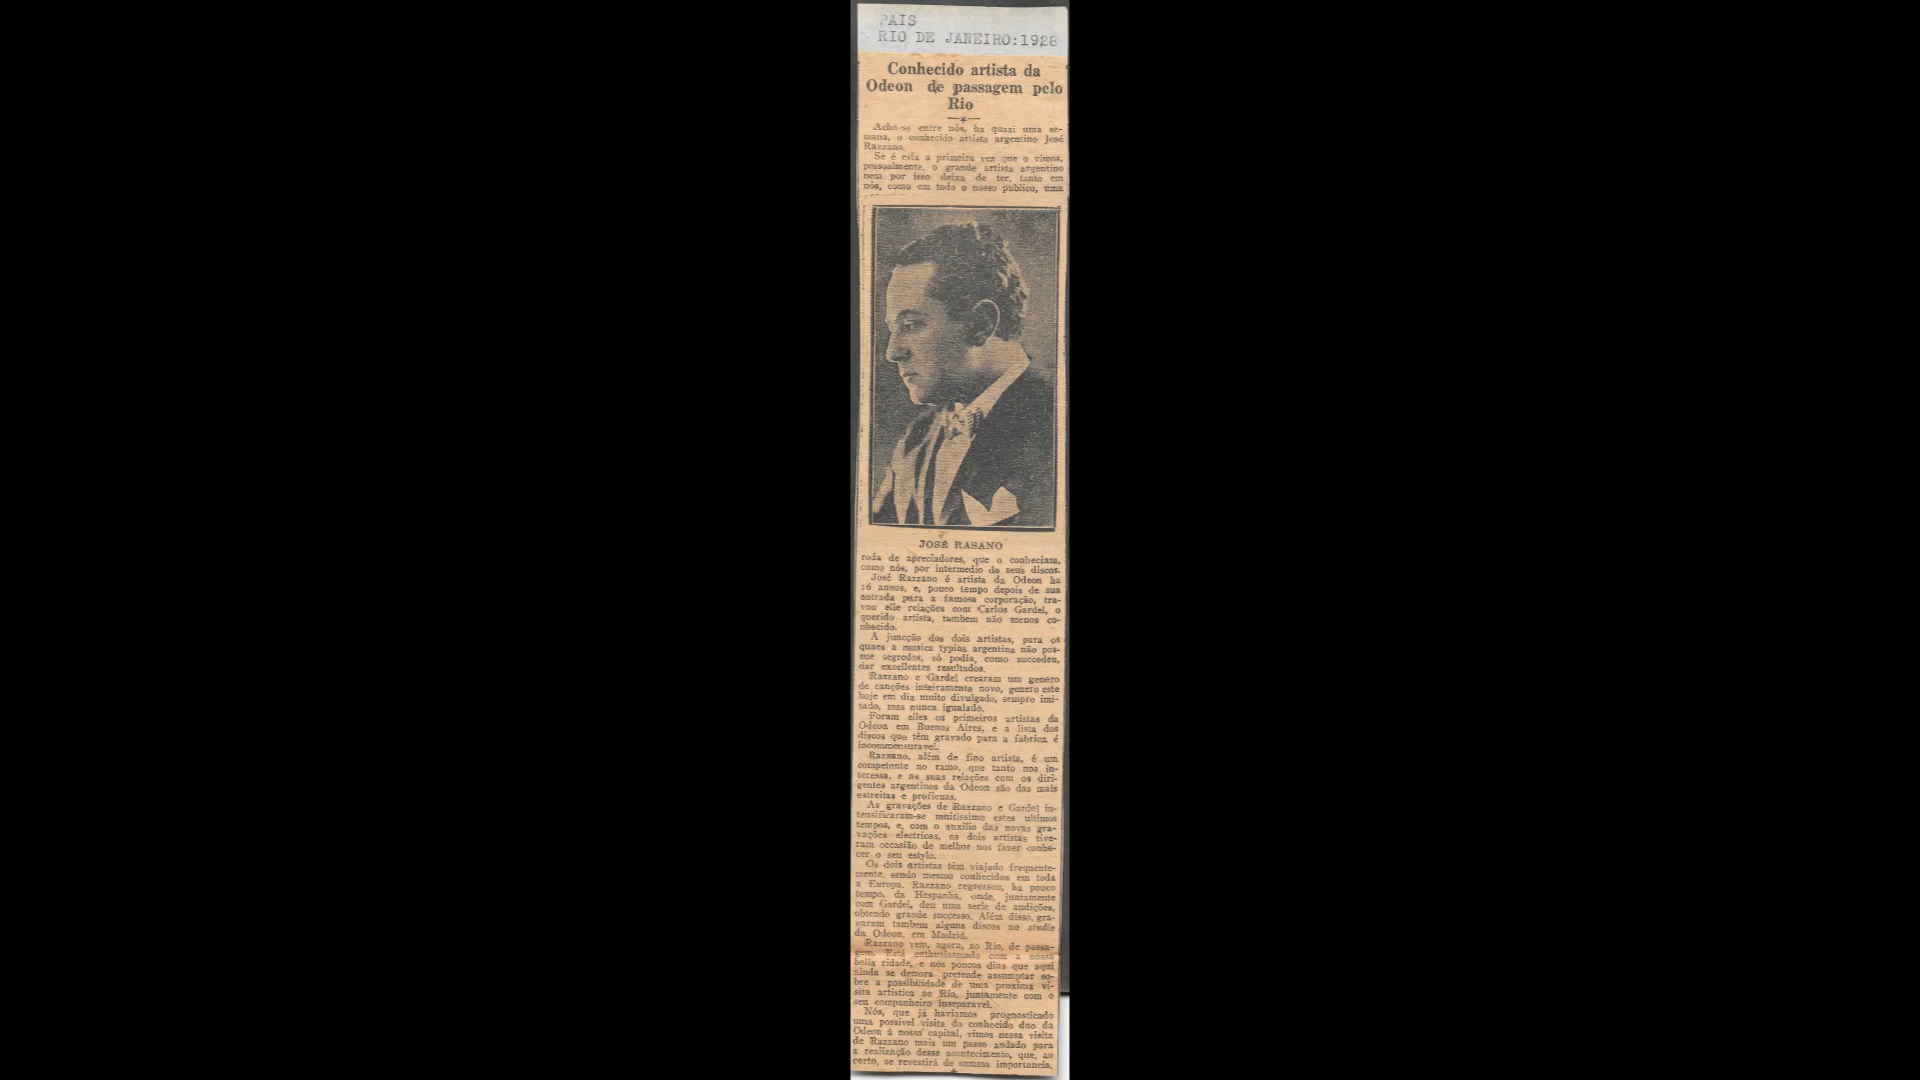 PAIS
RIO DE JANEIRO:1928
Conhecido artista da
Odeon de passagem pelo
Rio
Acha-se entre nós, ha quasi uma se-
mana, o conhecido artista argentino José
Razzano.
Se é esta a primeira vez que o vimos,
pessoalmente, o grande artista argentino
nem por isso deixa de ter, tanto em
nós, como em todo o nosso publico, uma
JOSÉ RASANO
roda de apreciadores, que o conheciam,
como nós, por intermedio de seus discos.
José Razzano é artista da Odeon ha
16 annos, e, pouco tempo depois de sua
entrada para a famosa corporação, tra-
vou elle relações com Carlos Gardel, o
querido artista, tambem não menos co-
nhecido.
A juncção dos dois artistas, para os
quaes a musica typica argentina não pos-
sue segredos, só podia, como succedeu,
dar excellentes resultados.
Razzano e Gardel crearam um genero
de canções inteiramente novo, genero este
hoje em dia muito divulgado, sempre imi-
tado, mas nunca igualado.
Foram elles os primeiros artistas da
Odeon em Buenos Aires, e a lista dos
discos que têm gravado para a fabrica é
incommensuravel.
Razzano, além de fino artista, é um
competente no ramo, que tanto nos in-
teressa, e as suas relações com os diri-
gentes argentinos da Odeon são das mais
estreitas e proficuas.
As gravações de Razzano e Gardel in-
tensificaram-se muitissimo estes ultimos
tempos, e, com o auxilio das novas gra-
vações electricas, os dois artistas tive-
ram occasião de melhor nos fazer conhe-
cer o seu estylo.
Os dois artistas têm viajado frequente-
mente, sendo mesmo conhecidos em toda
a Europa. Razzano regressou, ha pouco
tempo, da Hespanha, onde, juntamente
com Gardel, deu uma serie de audições,
obtendo grande successo. Além disso, gra-
varam tambem alguns discos no studio
da Odeon, em Madrid.
Razzano vem, agora, ao Rio, de passa-
gem. Está enthusiasmado com a nossa
bella cidade, e nos poucos dias que aqui
ainda se demora pretende assumptar so-
bre a possibilidade de uma proxima vi-
sita artistica ao Rio, juntamente com o
seu companheiro inseparavel.
Nós, que já haviamos prognosticado
uma possivel visita do conhecido duo da
Odeon á nossa capital, vimos nessa visita
de Razzano mais um passo andado para
a realização desse acontecimento, que, ao
certo, se revestirá de summa importancia.